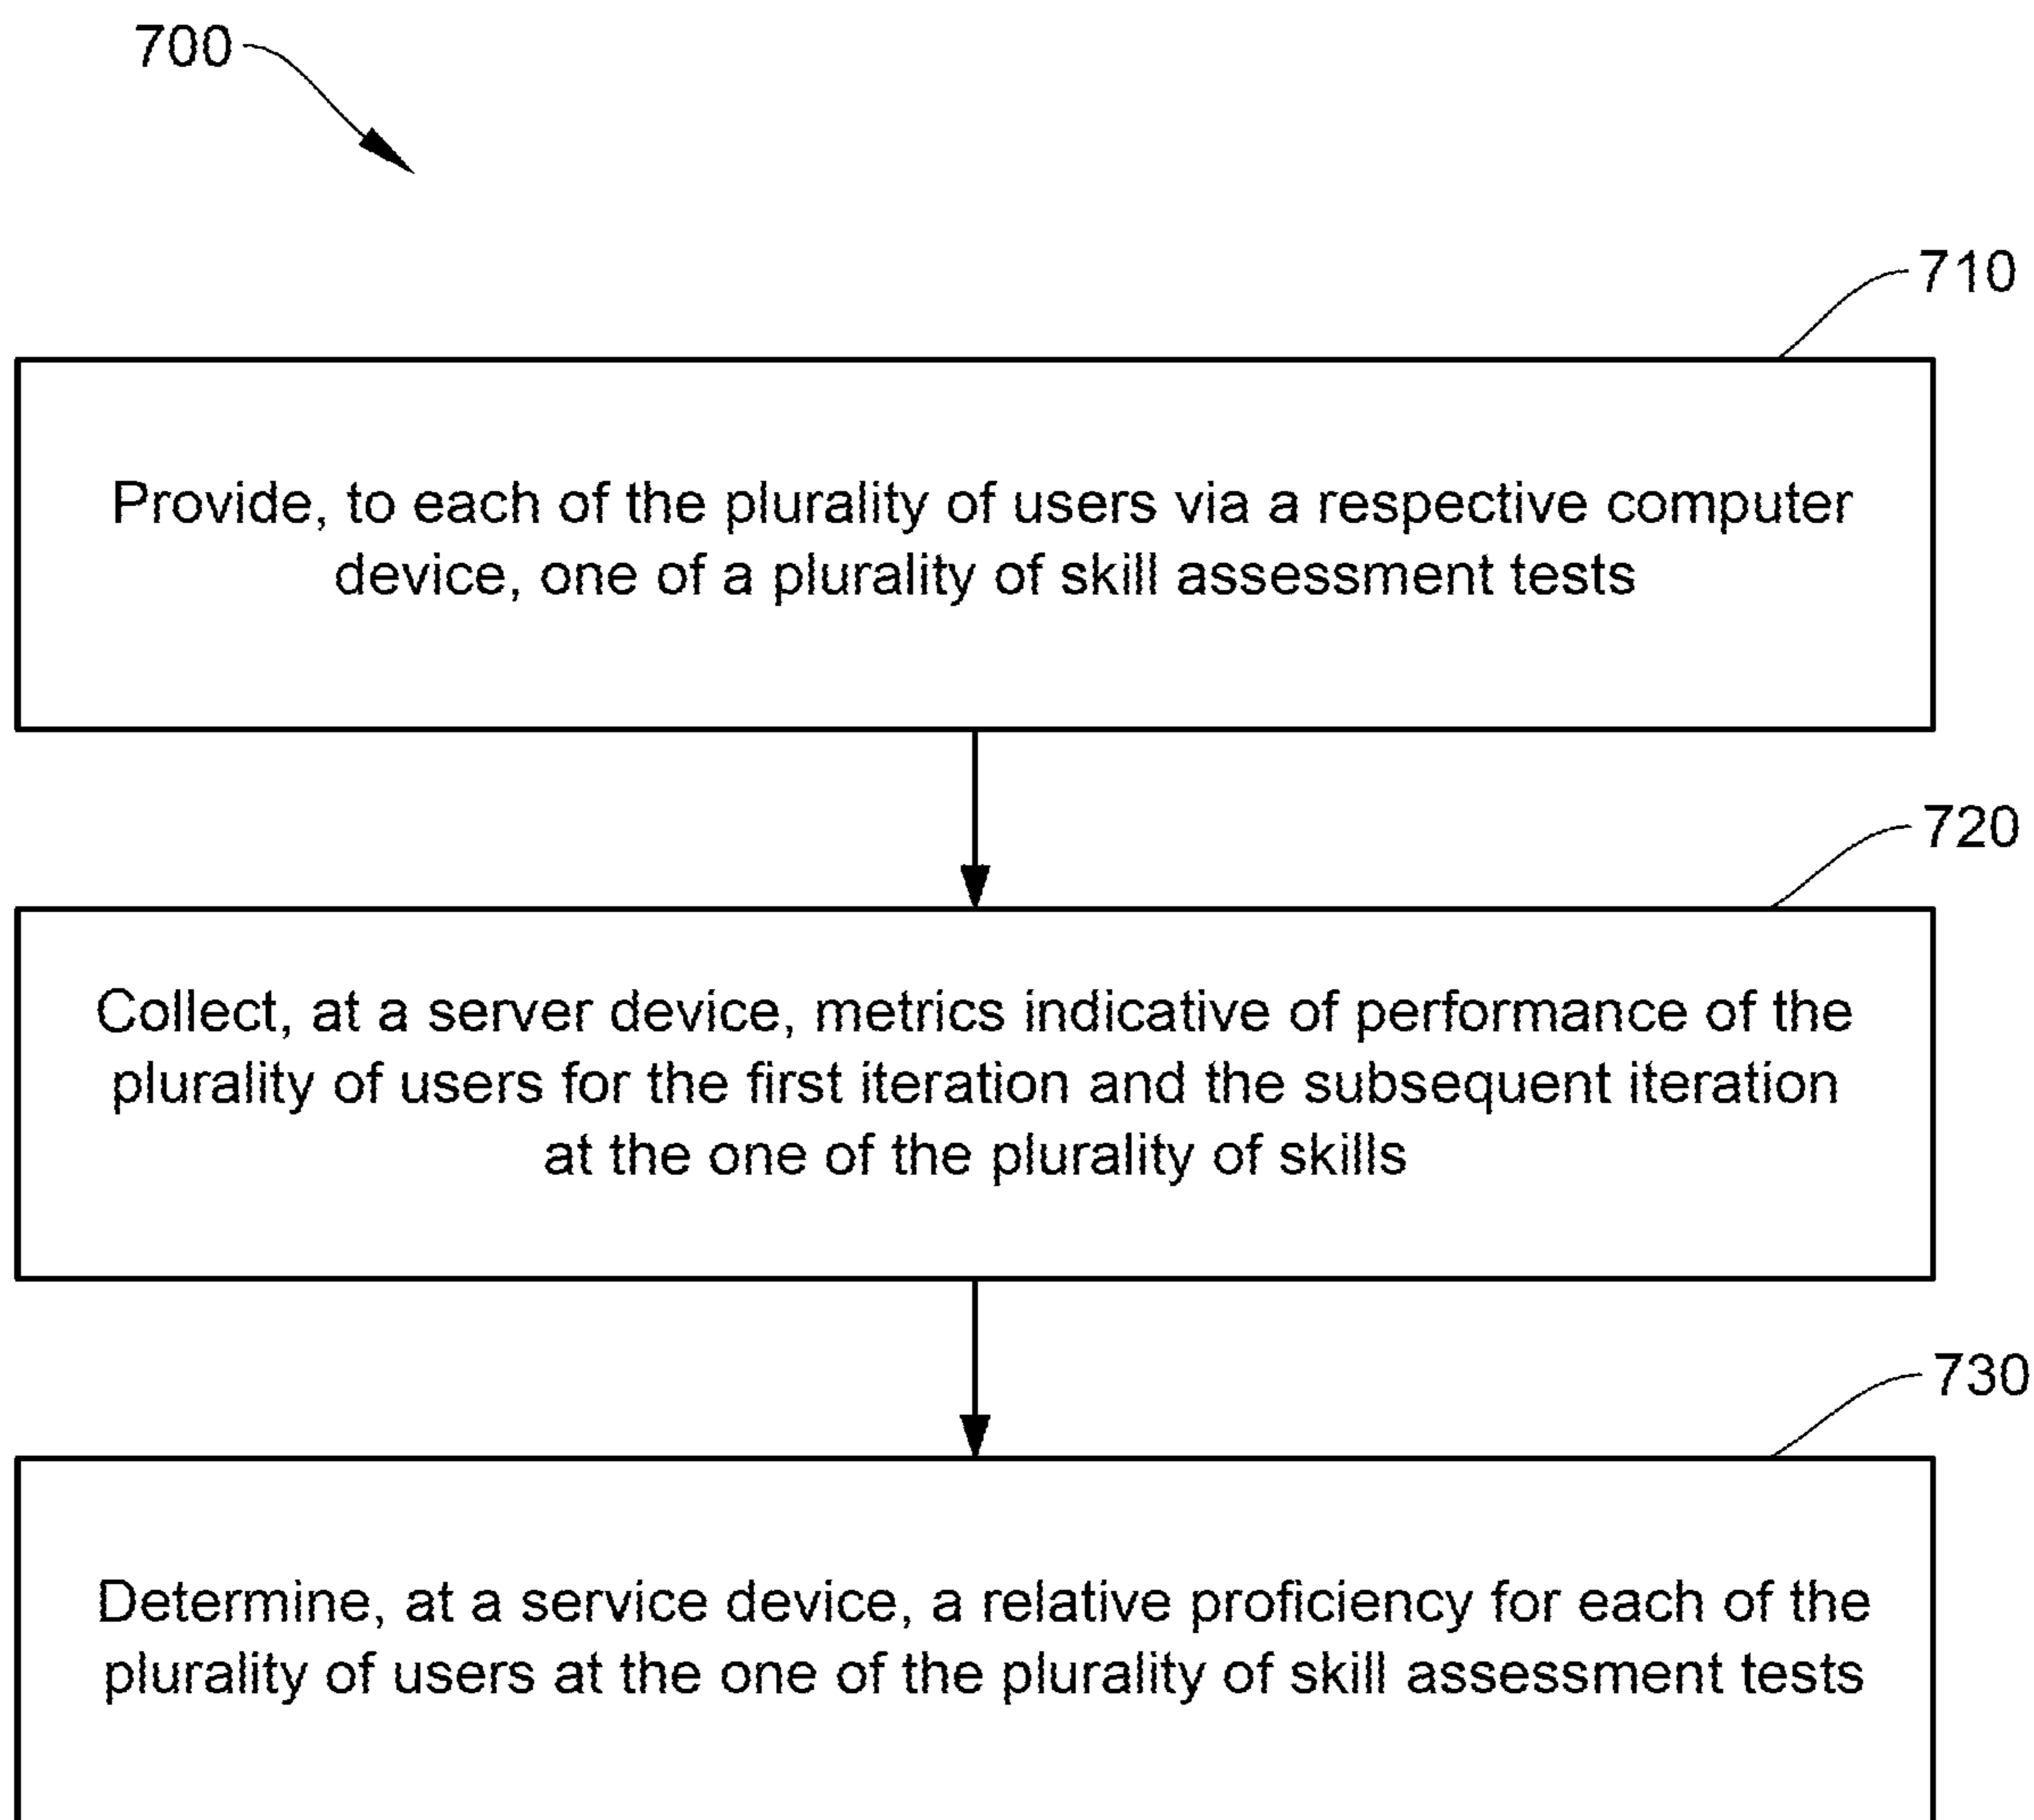 700
710
Provide, to each of the plurality of users via a respective computer
device, one of a plurality of skill assessment tests
720
Collect, at a server device, metrics indicative of performance of the
plurality of users for the first iteration and the subsequent iteration
at the one of the plurality of skills
730
Determine, at a service device, a relative proficiency for each of the
plurality of users at the one of the plurality of skill assessment tests